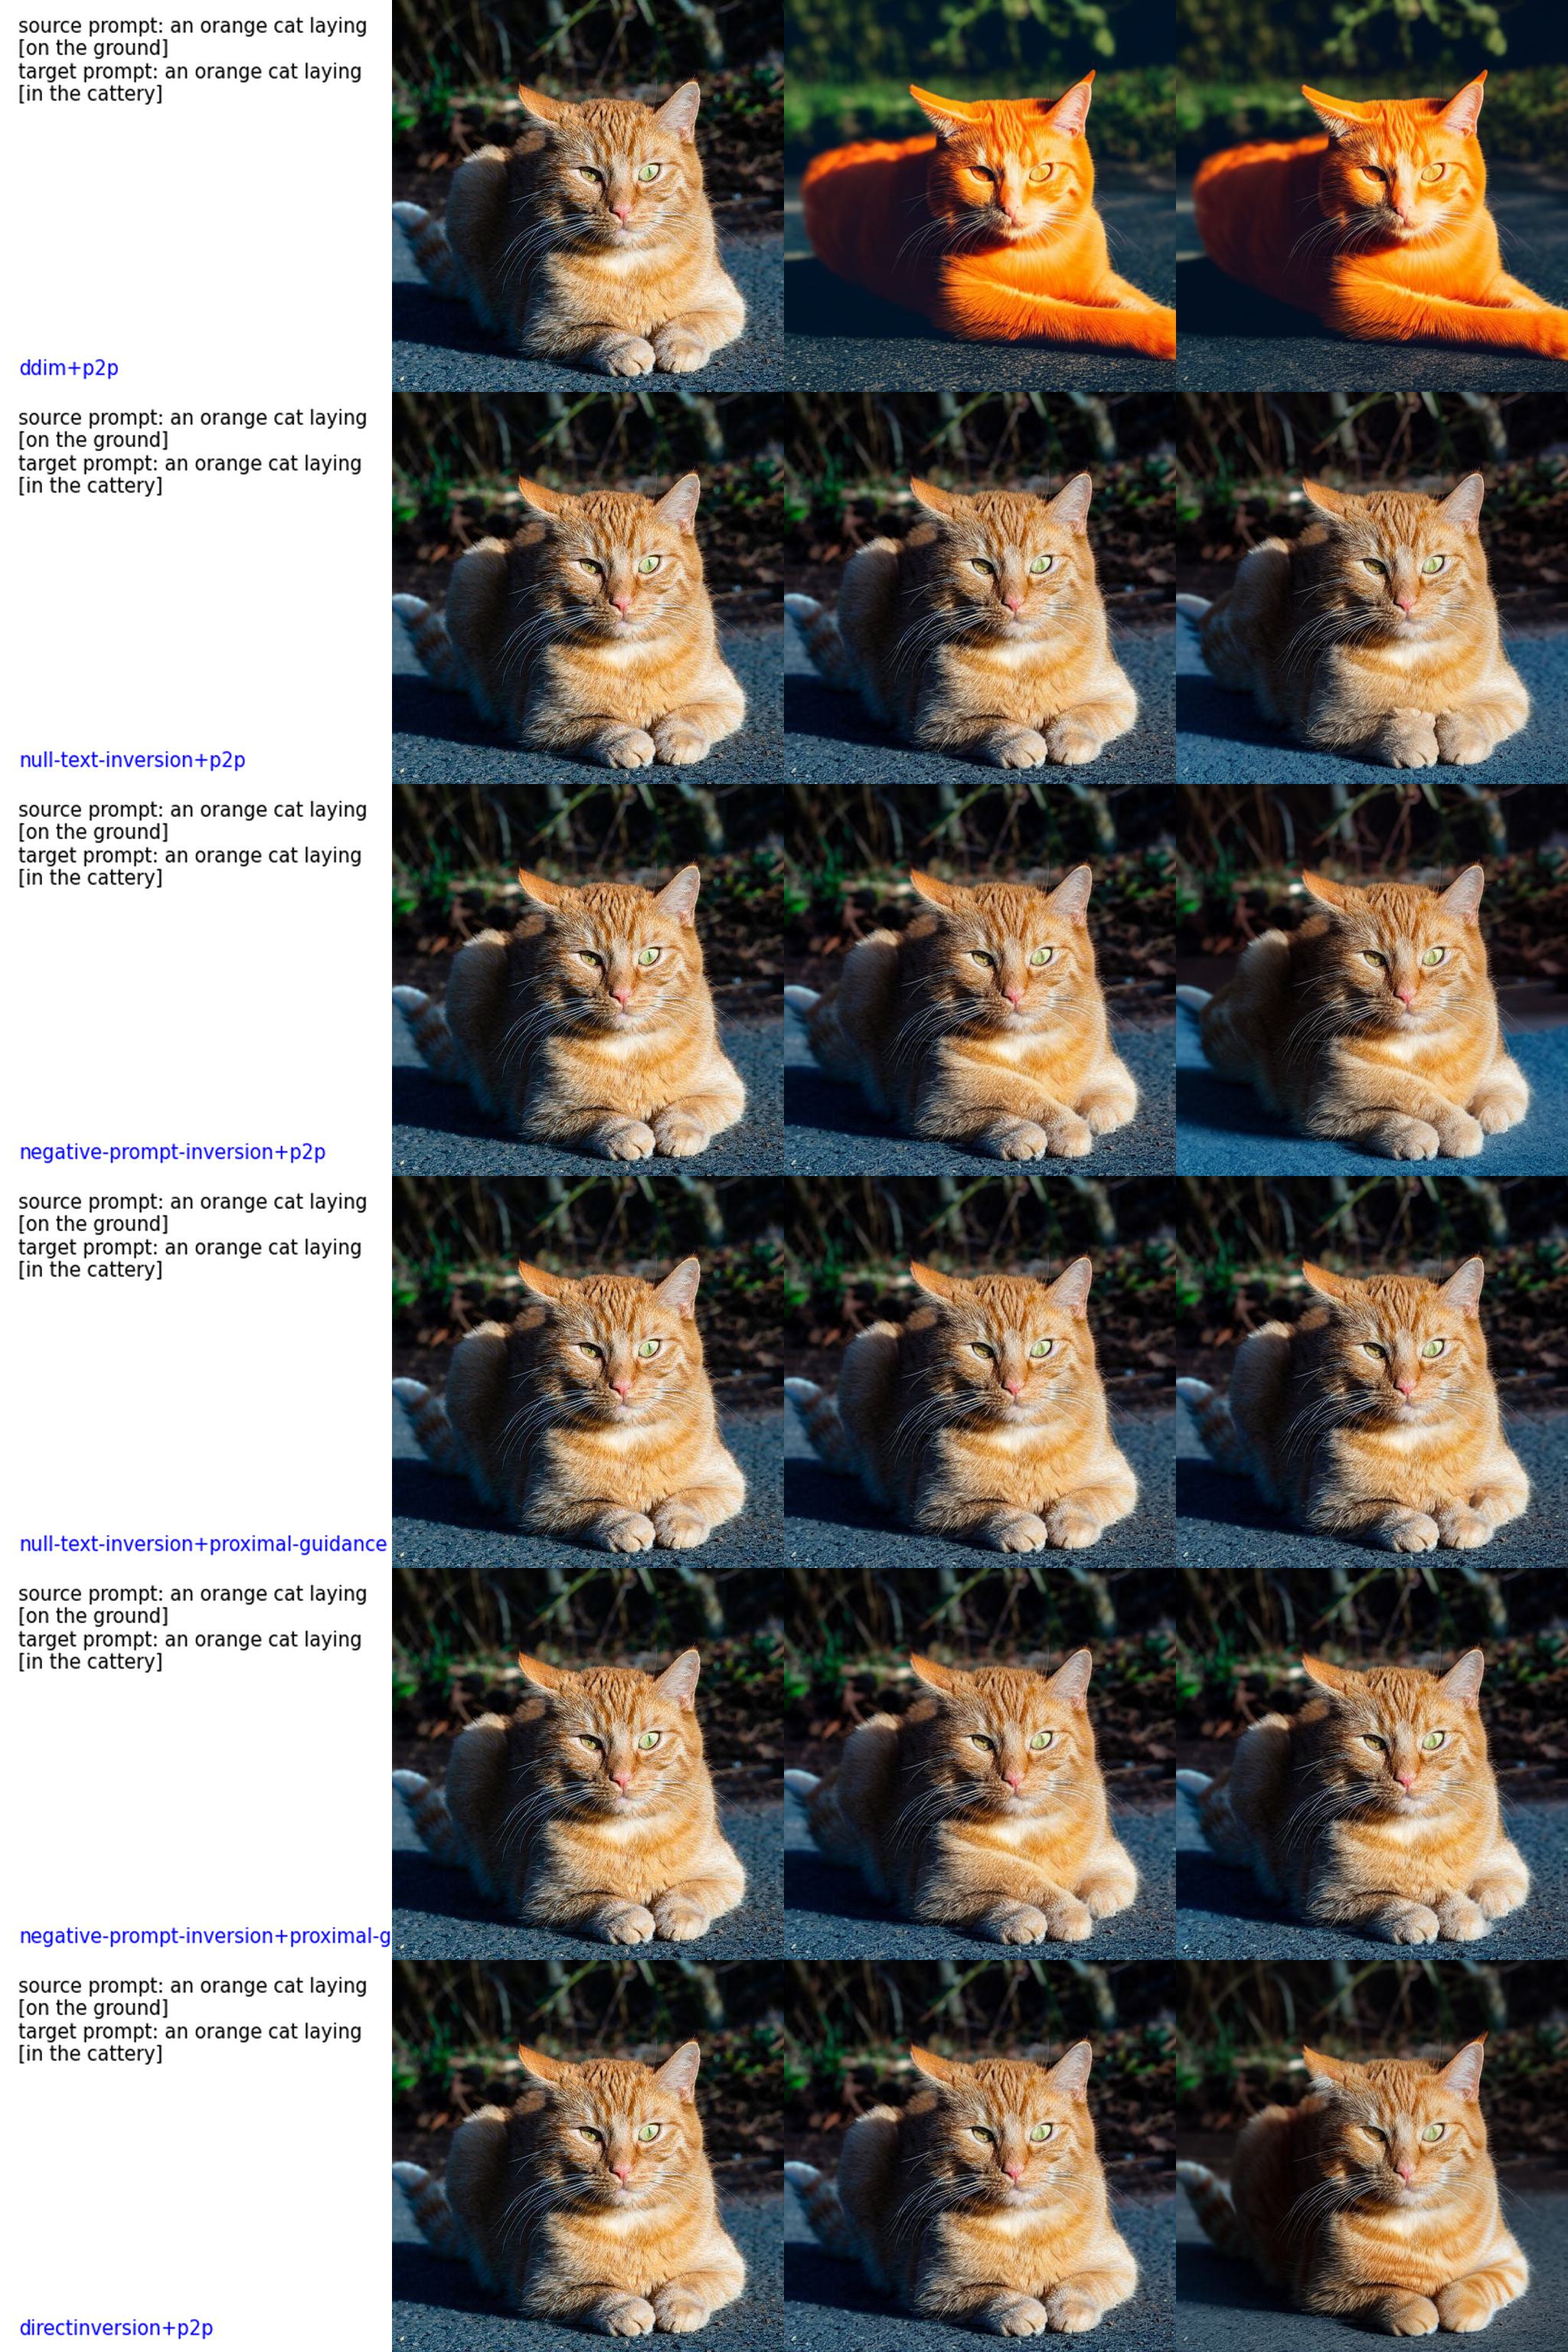 source prompt: an orange cat laying
[on the ground]
target prompt: an orange cat laying
[in the cattery]
ddim+p2p
source prompt: an orange cat laying
[on the ground]
target prompt: an orange cat laying
[in the cattery]
null-text-inversion+p2p
source prompt: an orange cat laying
[on the ground]
target prompt: an orange cat laying
[in the cattery]
negative-prompt-inversion+p2p
source prompt: an orange cat laying
[on the ground]
target prompt: an orange cat laying
[in the cattery]
null-text-inversion+proximal-guidance
source prompt: an orange cat laying
[on the ground]
target prompt: an orange cat laying
[in the cattery]
negative-prompt-inversion+proximal-g
source prompt: an orange cat laying
[on the ground]
target prompt: an orange cat laying
[in the cattery]
directinversion+p2p